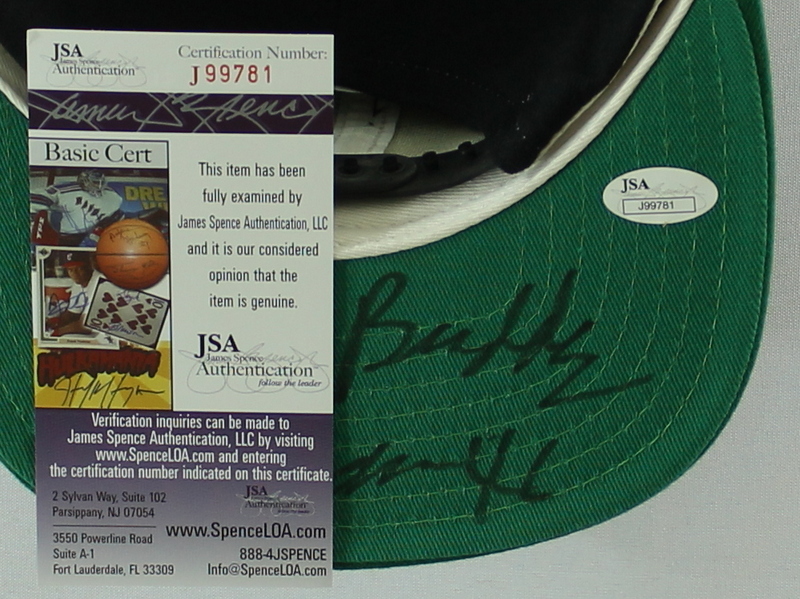 JSA
James Spence
Authentication
Certification Number:
J99781
Basic Cert
This item has been
fully examined by
James Spence Authentication, LLC
and it is our considered
opinion that the
item is genuine.
JSA
James Spence
Authentication
follow the leader
Verification inquiries can be made to
James Spence Authentication, LLC by visiting
www.SpenceLOA.com and entering
the certification number indicated on this certificate.
2 Sylvan Way, Suite 102
Parsippany, NJ 07054
3550 Powerline Road
Suite A-1
Fort Lauderdale, FL 33309
JSA
Authentication
www.SpenceLOA.com
888-4JSPENCE
Info@SpenceLOA.com
JSA
J99781